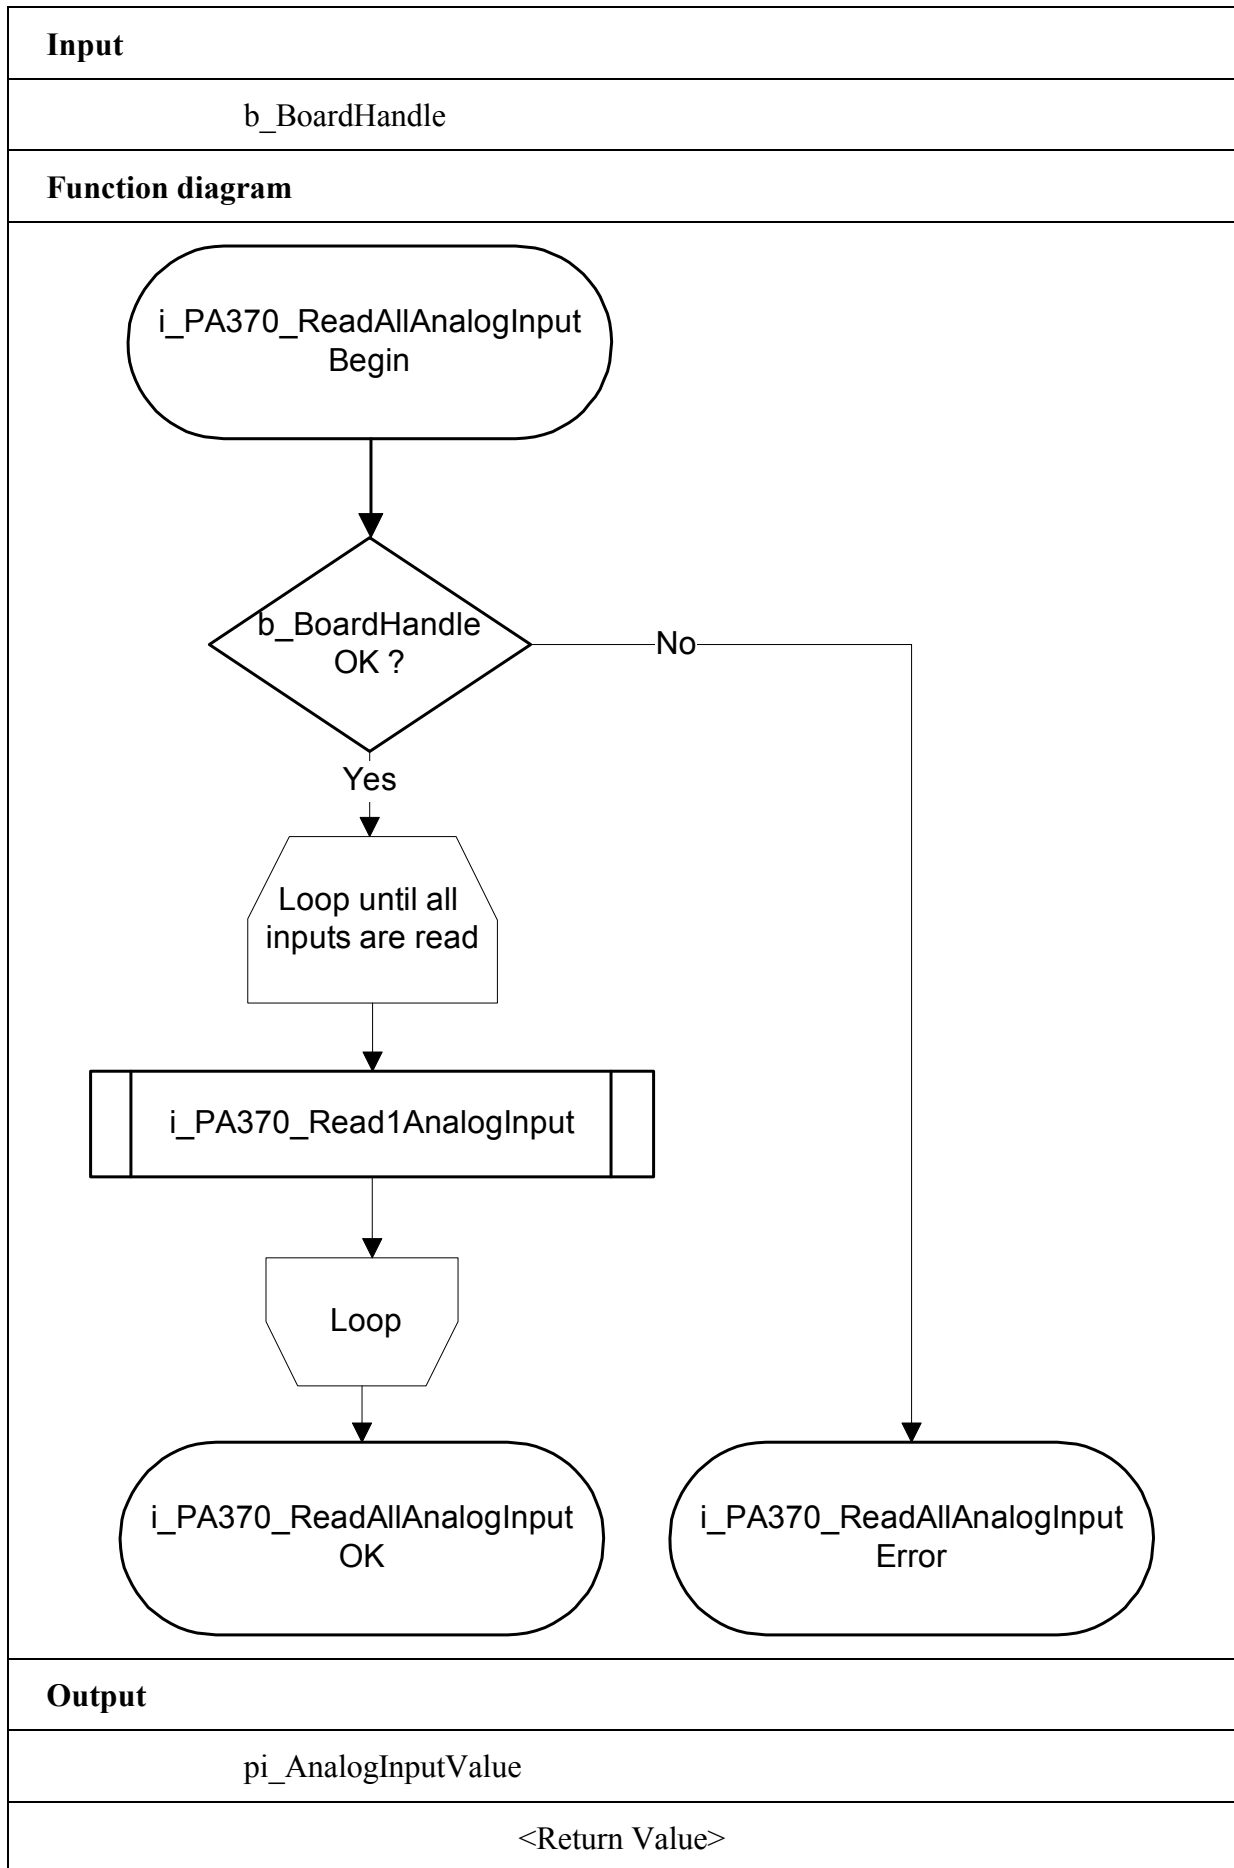 Input
b_BoardHandle
Function diagram
i_PA370_ReadAllAnalogInput
Begin
b_BoardHandle
OK ?
No
Yes
Loop until all
inputs are read
i_PA370_Read1AnalogInput
Loop
i_PA370_ReadAllAnalogInput
OK
i_PA370_ReadAllAnalogInput
Error
Output
pi_AnalogInputValue
<Return Value>